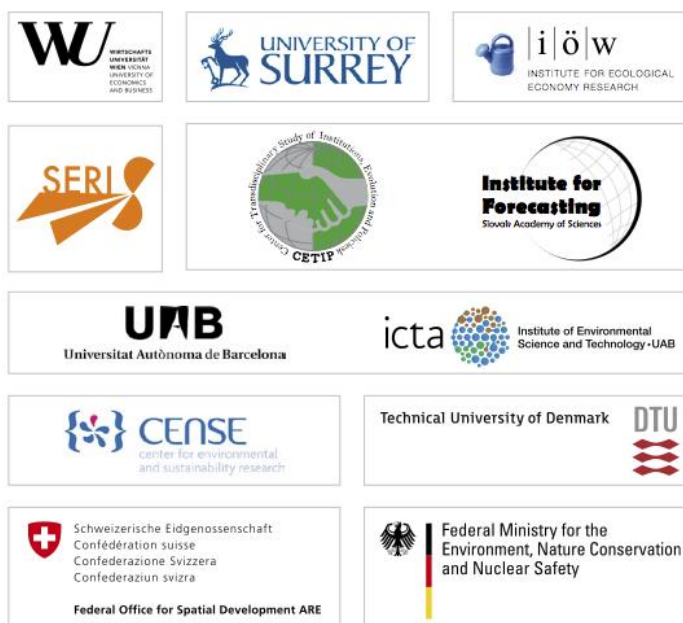 WU
WIRTSCHAFTS
UNIVERSITÄT
WIEN VIENNA
UNIVERSITY OF
ECONOMICS
AND BUSINESS
UNIVERSITY OF
SURREY
|i|ö|w
INSTITUTE FOR ECOLOGICAL
ECONOMY RESEARCH
SERI
Center for Transdisciplinary Study of Institutions, Evolution and Policies
CETIP
Institute for
Forecasting
Slovak Academy of Sciences
UAB
Universitat Autònoma de Barcelona
icta
Institute of Environmental
Science and Technology·UAB
CENSE
center for environmental
and sustainability research
Technical University of Denmark
DTU
Schweizerische Eidgenossenschaft
Confédération suisse
Confederazione Svizzera
Confederaziun svizra
Federal Office for Spatial Development ARE
Federal Ministry for the
Environment, Nature Conservation
and Nuclear Safety